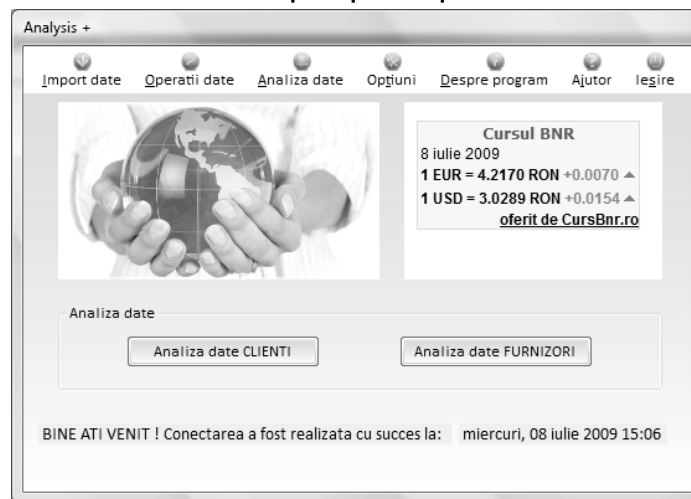 Analysis +
Import date Operatii date Analiza date Optiuni Despre program Ajutor Iesire
Cursul BNR
8 iulie 2009
1 EUR = 4.2170 RON +0.0070
1 USD = 3.0289 RON +0.0154
oferit de CursBnr.ro
Analiza date
Analiza date CLIENTI Analiza date FURNIZORI
BINE ATI VENIT ! Conectarea a fost realizata cu succes la: miercuri, 08 iulie 2009 15:06